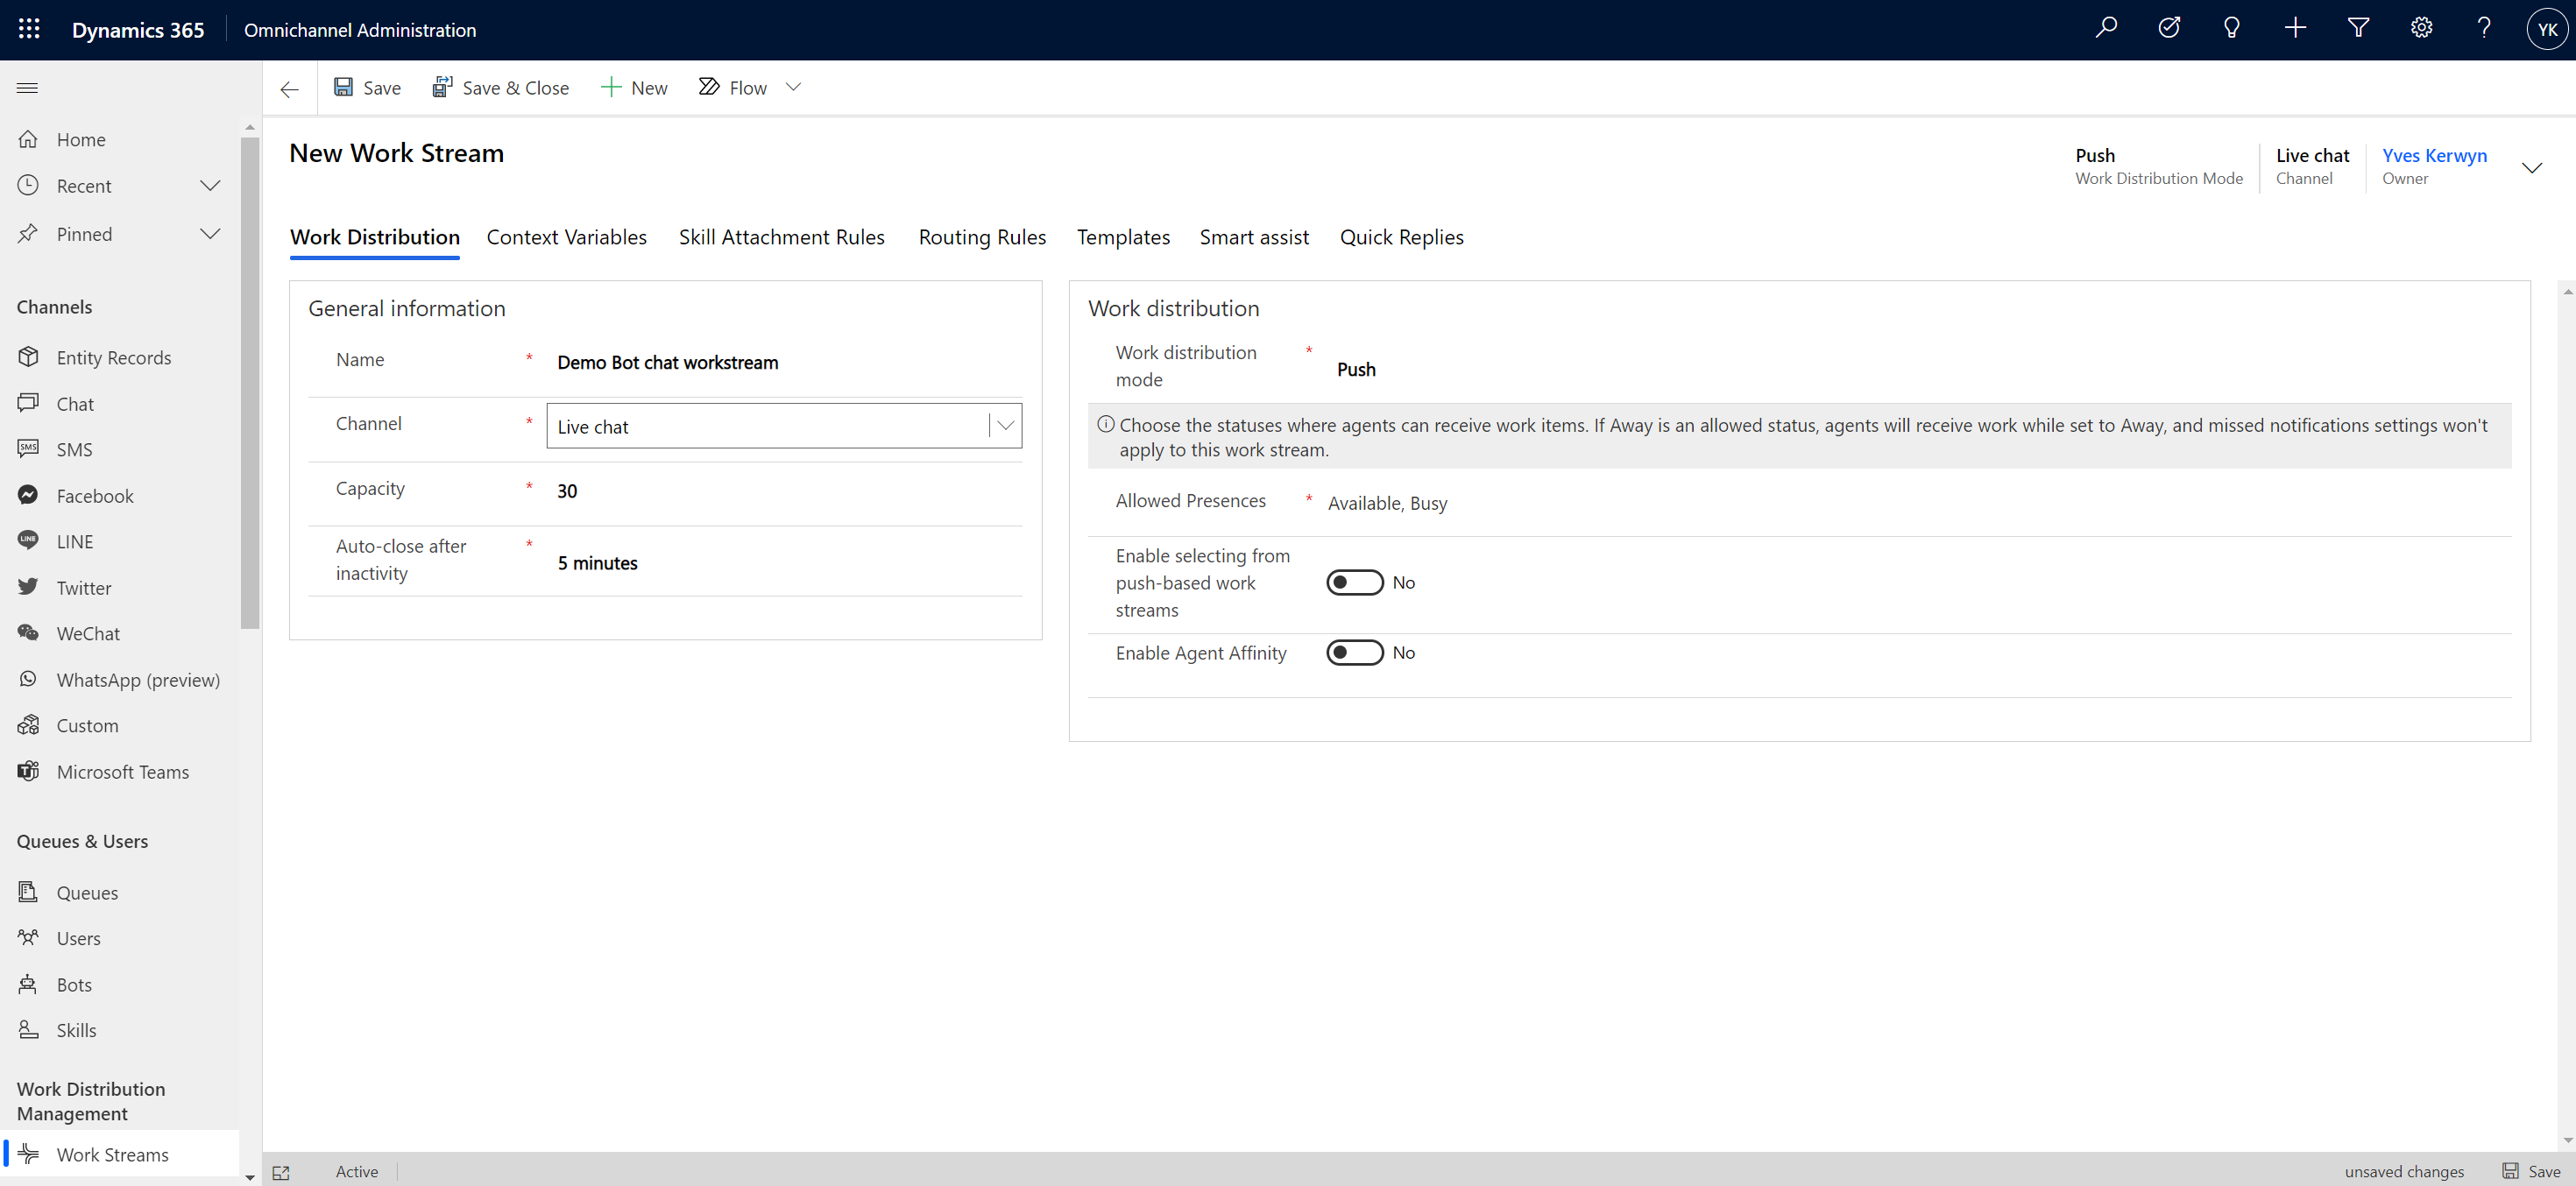 Dynamics 365
Omnichannel Administration
YK
Save
Save & Close
New
Flow
Home
Recent
Pinned
Channels
Entity Records
Chat
SMS
SMS
Facebook
LINE
LINE
Twitter
WeChat
WhatsApp (preview)
Custom
Microsoft Teams
Queues & Users
Queues
Users
Bots
Skills
Work Distribution
Management
Work Streams
New Work Stream
Push
Work Distribution Mode
Live chat
Channel
Yves Kerwyn
Owner
Work Distribution
Context Variables
Skill Attachment Rules
Routing Rules
Templates
Smart assist
Quick Replies
General information
Name * Demo Bot chat workstream
Channel * Live chat
Capacity * 30
Auto-close after
inactivity
* 5 minutes
Work distribution
Work distribution
mode
* Push
Choose the statuses where agents can receive work items. If Away is an allowed status, agents will receive work while set to Away, and missed notifications settings won't
apply to this work stream.
Allowed Presences * Available, Busy
Enable selecting from
push-based work
streams
No
Enable Agent Affinity No
Active
unsaved changes
Save